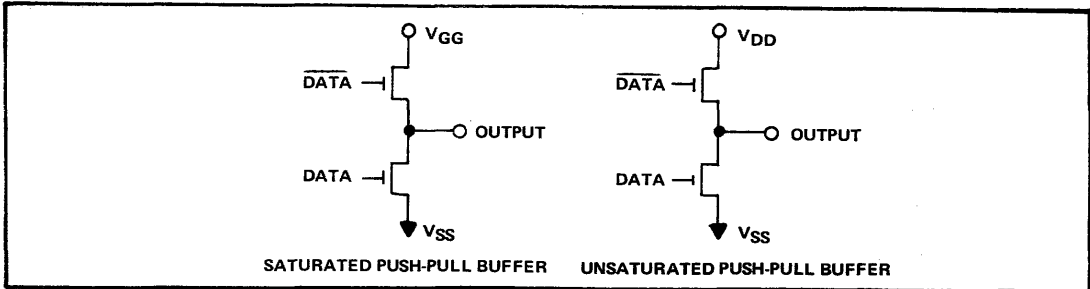 VGG
DATA
OUTPUT
DATA
VSS
SATURATED PUSH-PULL BUFFER
VDD
DATA
OUTPUT
DATA
VSS
UNSATURATED PUSH-PULL BUFFER